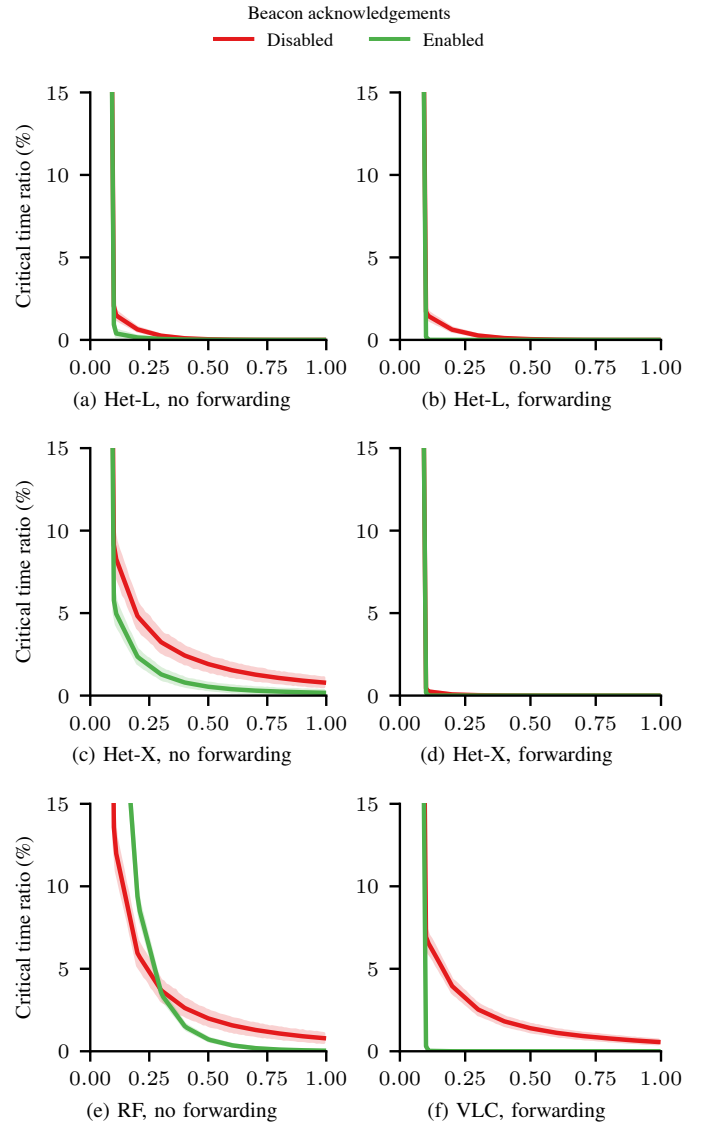 Beacon acknowledgements
Disabled Enabled
Critical time ratio (%)
15
10
5
0
0.00 0.25 0.50 0.75 1.00
(a) Het-L, no forwarding
15
10
5
0
0.00 0.25 0.50 0.75 1.00
(b) Het-L, forwarding
Critical time ratio (%)
15
10
5
0
0.00 0.25 0.50 0.75 1.00
(c) Het-X, no forwarding
15
10
5
0
0.00 0.25 0.50 0.75 1.00
(d) Het-X, forwarding
Critical time ratio (%)
15
10
5
0
0.00 0.25 0.50 0.75 1.00
(e) RF, no forwarding
15
10
5
0
0.00 0.25 0.50 0.75 1.00
(f) VLC, forwarding